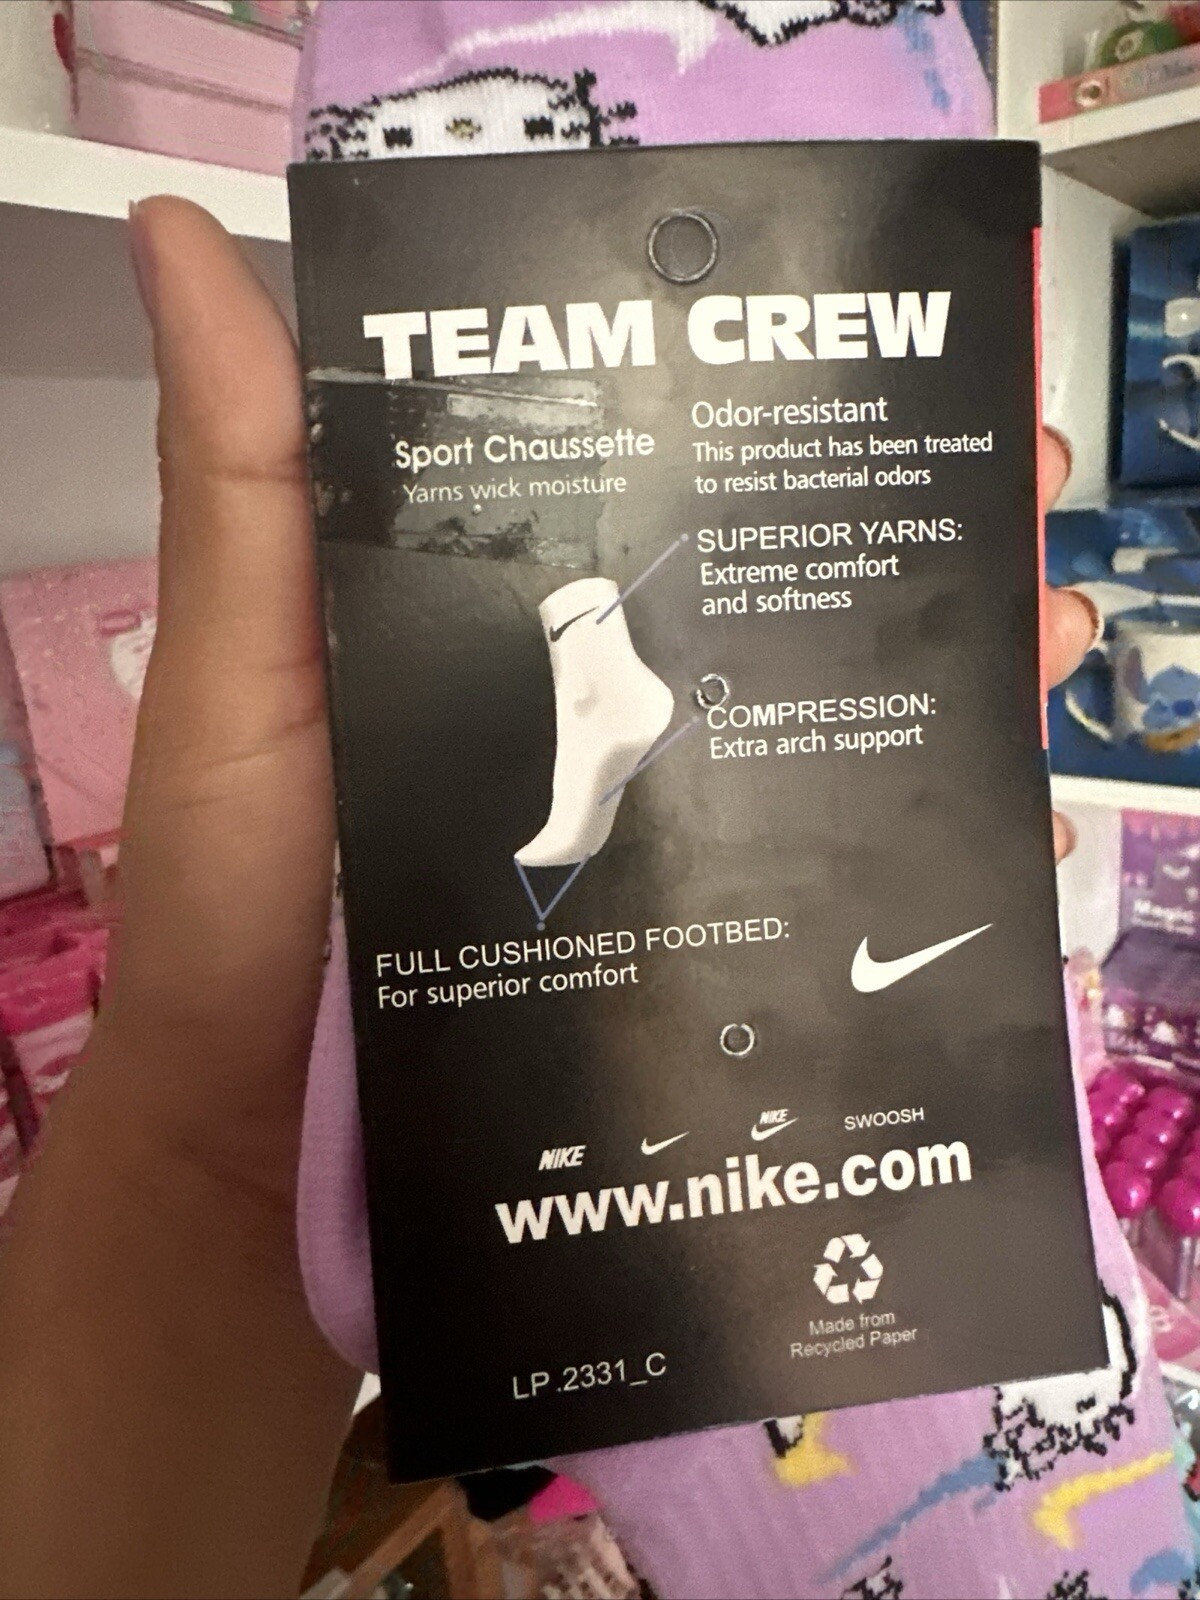 TEAM CREW
Sport Chaussette
Yarns wick moisture
Odor-resistant
This product has been treated
to resist bacterial odors
SUPERIOR YARNS:
Extreme comfort
and softness
COMPRESSION:
Extra arch support
FULL CUSHIONED FOOTBED:
For superior comfort
NIKE
NIKE
SWOOSH
www.nike.com
Made from
Recycled Paper
LP.2331_C
Magic